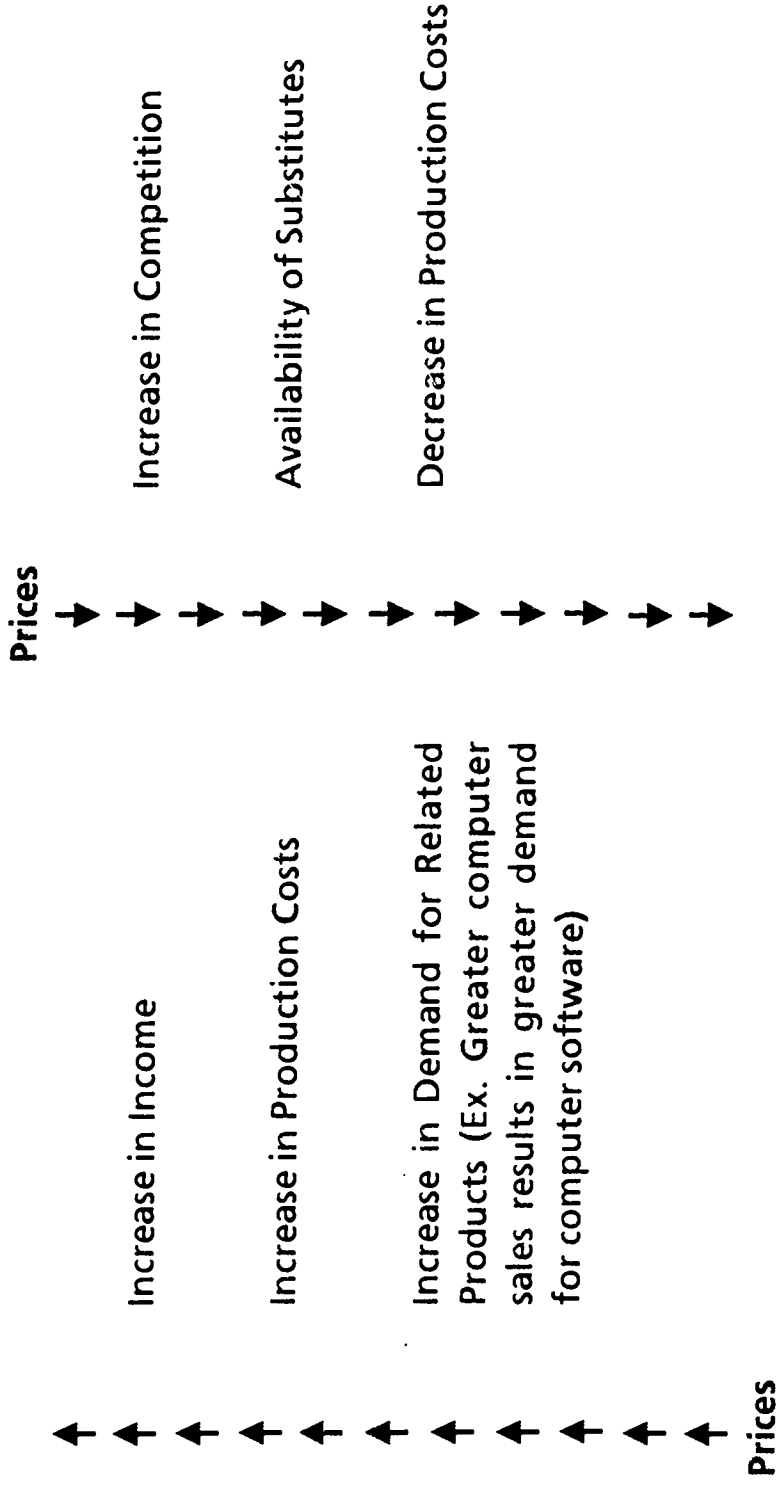 Increase in Income
Increase in Production Costs
Increase in Demand for Related
Products (Ex. Greater computer
sales results in greater demand
for computer software)
Prices
Prices
Increase in Competition
Availability of Substitutes
Decrease in Production Costs